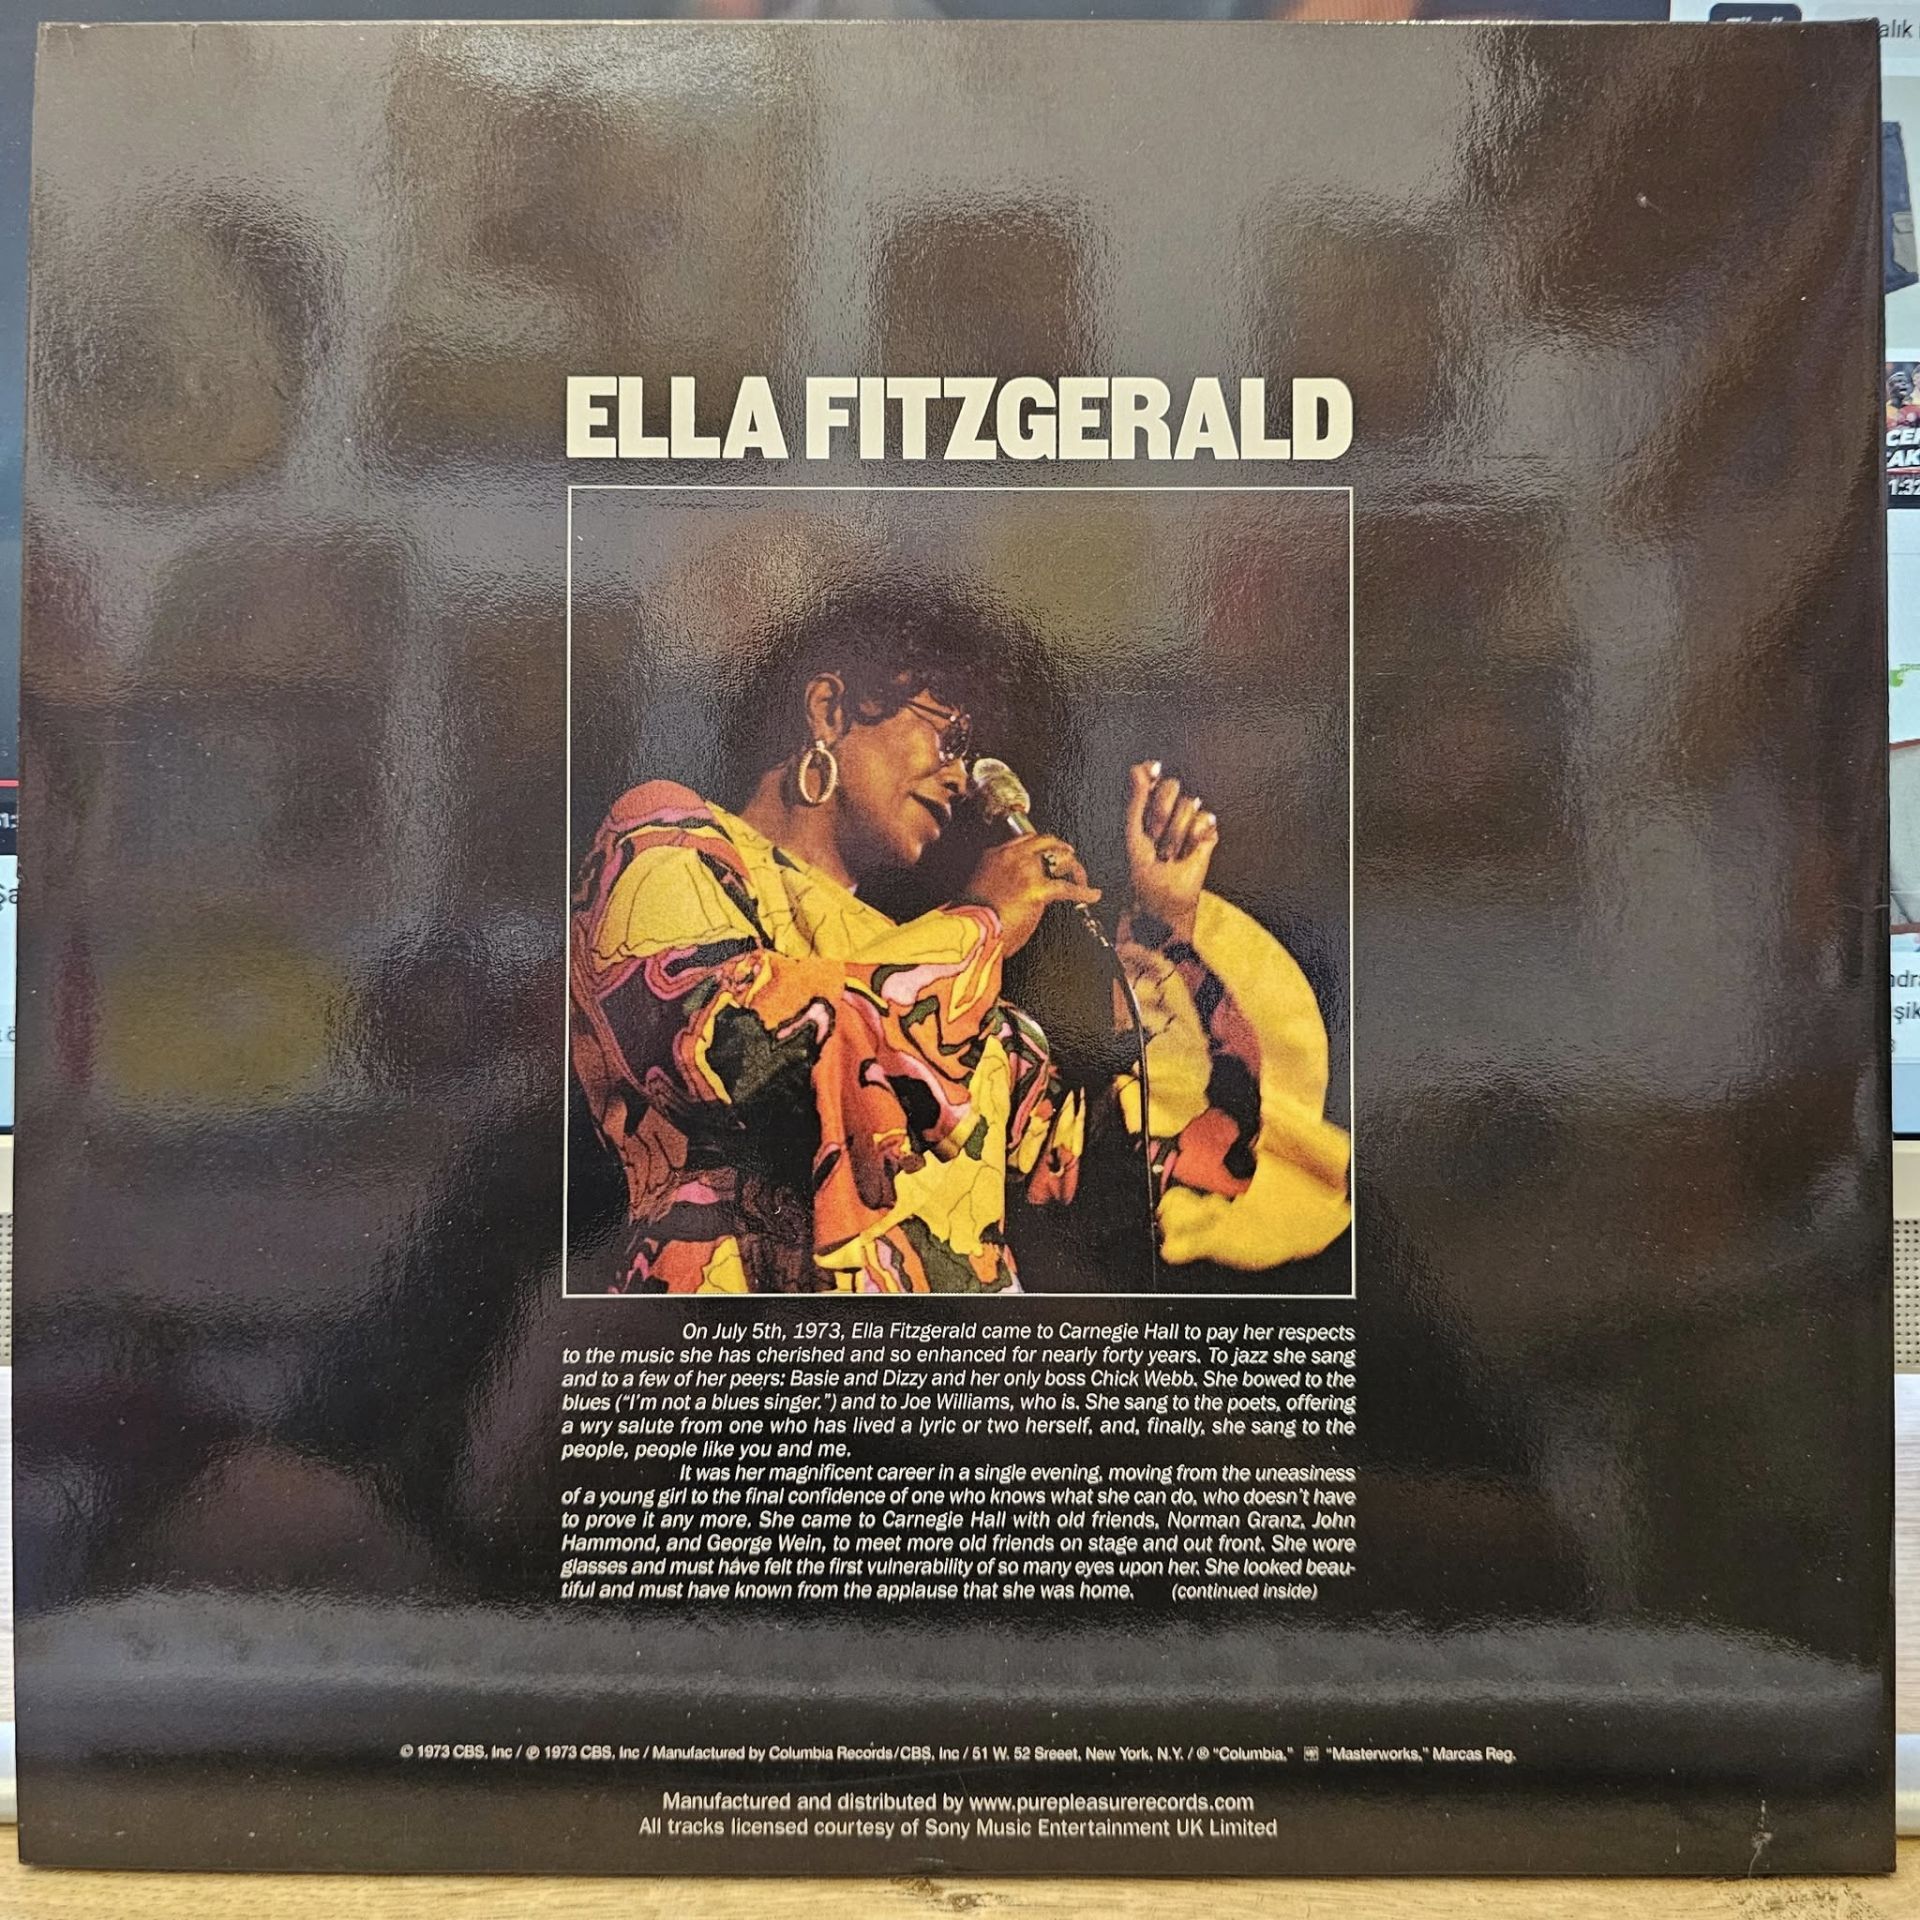 ELLA FITZGERALD
On July 5th, 1973, Ella Fitzgerald came to Carnegie Hall to pay her respects
to the music she has cherished and so enhanced for nearly forty years. To jazz she sang
and to a few of her peers: Basie and Dizzy and her only boss Chick Webb. She bowed to the
blues ("I'm not a blues singer.") and to Joe Williams, who is. She sang to the poets, offering
a wry salute from one who has lived a lyric or two herself, and, finally, she sang to the
people, people like you and me.
It was her magnificent career in a single evening, moving from the uneasiness
of a young girl to the final confidence of one who knows what she can do, who doesn't have
to prove it any more. She came to Carnegie Hall with old friends, Norman Granz, John
Hammond, and George Wein, to meet more old friends on stage and out front. She wore
glasses and must have felt the first vulnerability of so many eyes upon her. She looked beau-
tiful and must have known from the applause that she was home. (continued inside)
© 1973 CBS, Inc / ℗ 1973 CBS, Inc / Manufactured by Columbia Records/CBS, Inc / 51 W. 52 Sreeet, New York, N.Y. / ® "Columbia," "Masterworks," Marcas Reg.
Manufactured and distributed by www.purepleasurerecords.com
All tracks licensed courtesy of Sony Music Entertainment UK Limited